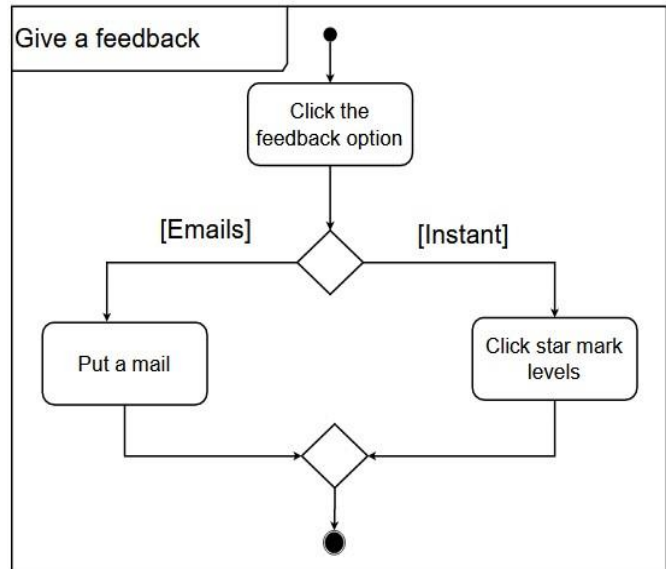 Give a feedback
Click the
feedback option
[Emails]
[Instant]
Put a mail
Click star mark
levels